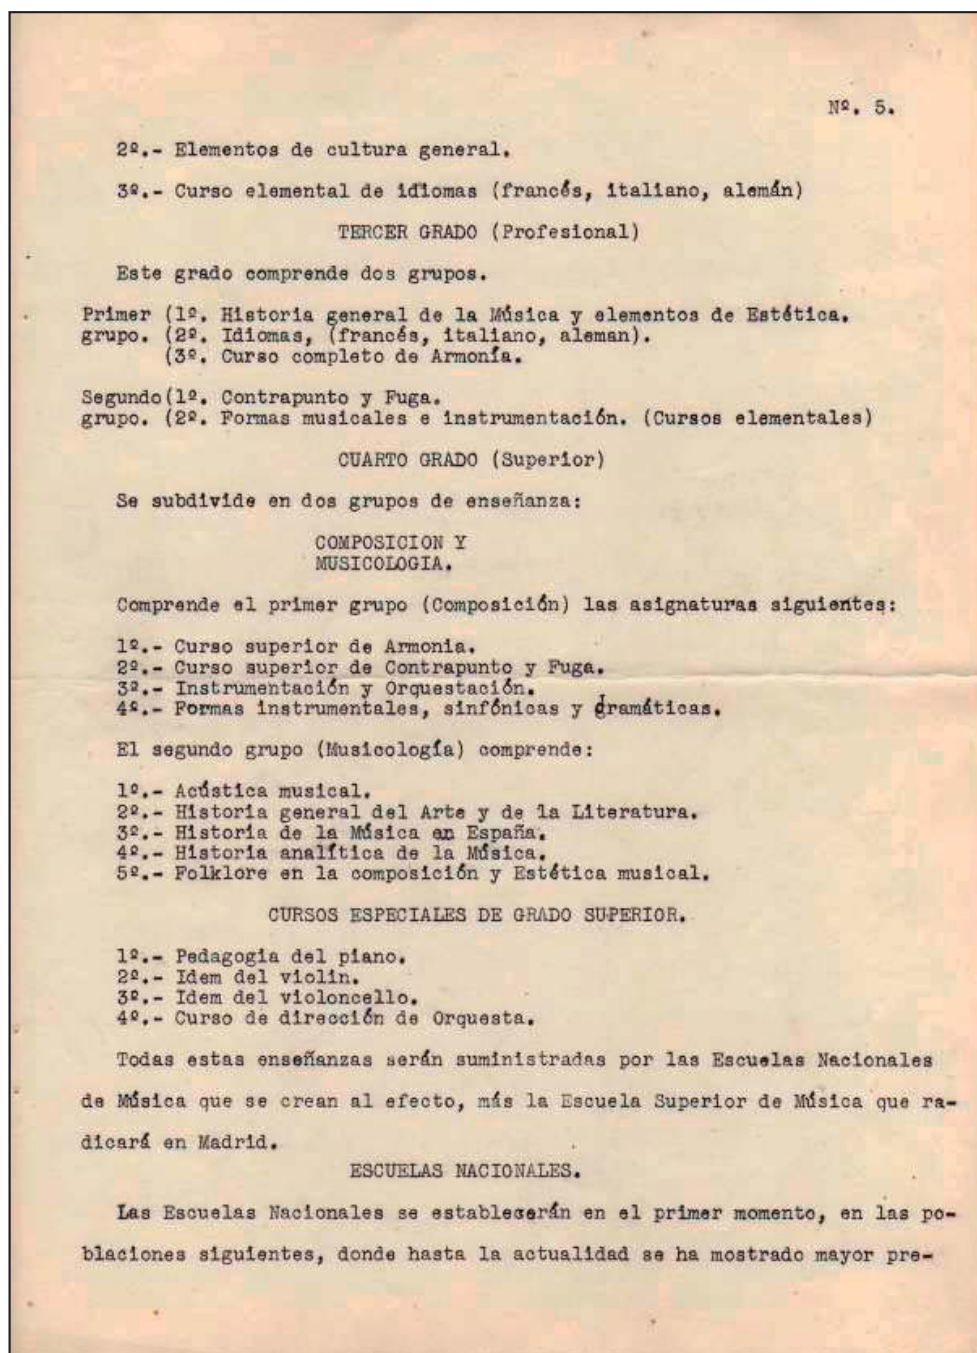 Nº. 5.
2º.- Elementos de cultura general.
3º.- Curso elemental de idiomas (francés, italiano, alemán)
TERCER GRADO (Profesional)
Este grado comprende dos grupos.
Primer (1º. Historia general de la Música y elementos de Estética.
grupo. (2º. Idiomas, (francés, italiano, aleman).
(3º. Curso completo de Armonía.
Segundo(1º. Contrapunto y Fuga.
grupo. (2º. Formas musicales e instrumentación. (Cursos elementales)
CUARTO GRADO (Superior)
Se subdivide en dos grupos de enseñanza:
COMPOSICION Y
MUSICOLOGIA.
Comprende el primer grupo (Composición) las asignaturas siguientes:
1º.- Curso superior de Armonia.
2º.- Curso superior de Contrapunto y Fuga.
3º.- Instrumentación y Orquestación.
4º.- Formas instrumentales, sinfónicas y dramáticas.
El segundo grupo (Musicología) comprende:
1º.- Acústica musical.
2º.- Historia general del Arte y de la Literatura.
3º.- Historia de la Música en España.
4º.- Historia analítica de la Música.
5º.- Folklore en la composición y Estética musical.
CURSOS ESPECIALES DE GRADO SUPERIOR.
1º.- Pedagogia del piano.
2º.- Idem del violin.
3º.- Idem del violoncello.
4º.- Curso de dirección de Orquesta.
Todas estas enseñanzas serán suministradas por las Escuelas Nacionales
de Música que se crean al efecto, más la Escuela Superior de Música que ra-
dicará en Madrid.
ESCUELAS NACIONALES.
Las Escuelas Nacionales se establecerán en el primer momento, en las po-
blaciones siguientes, donde hasta la actualidad se ha mostrado mayor pre-